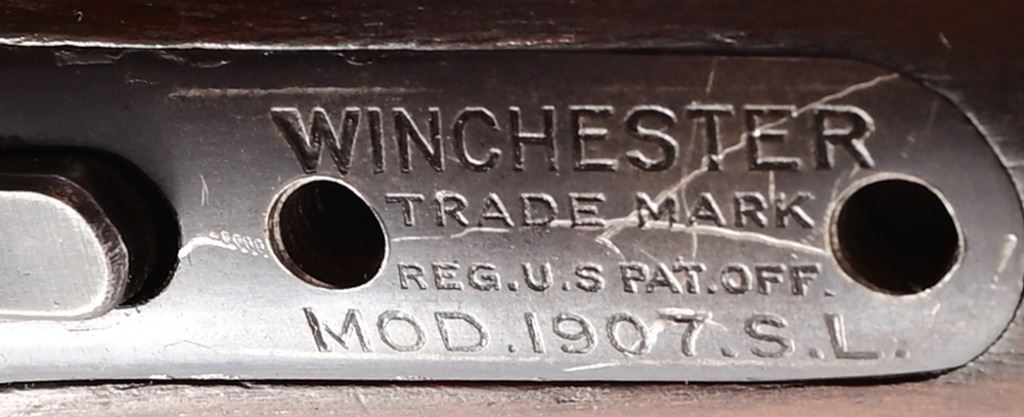 WINCHESTER
TRADE MARK
REG.U.S PAT.OFF.
MOD.1907.S.L.